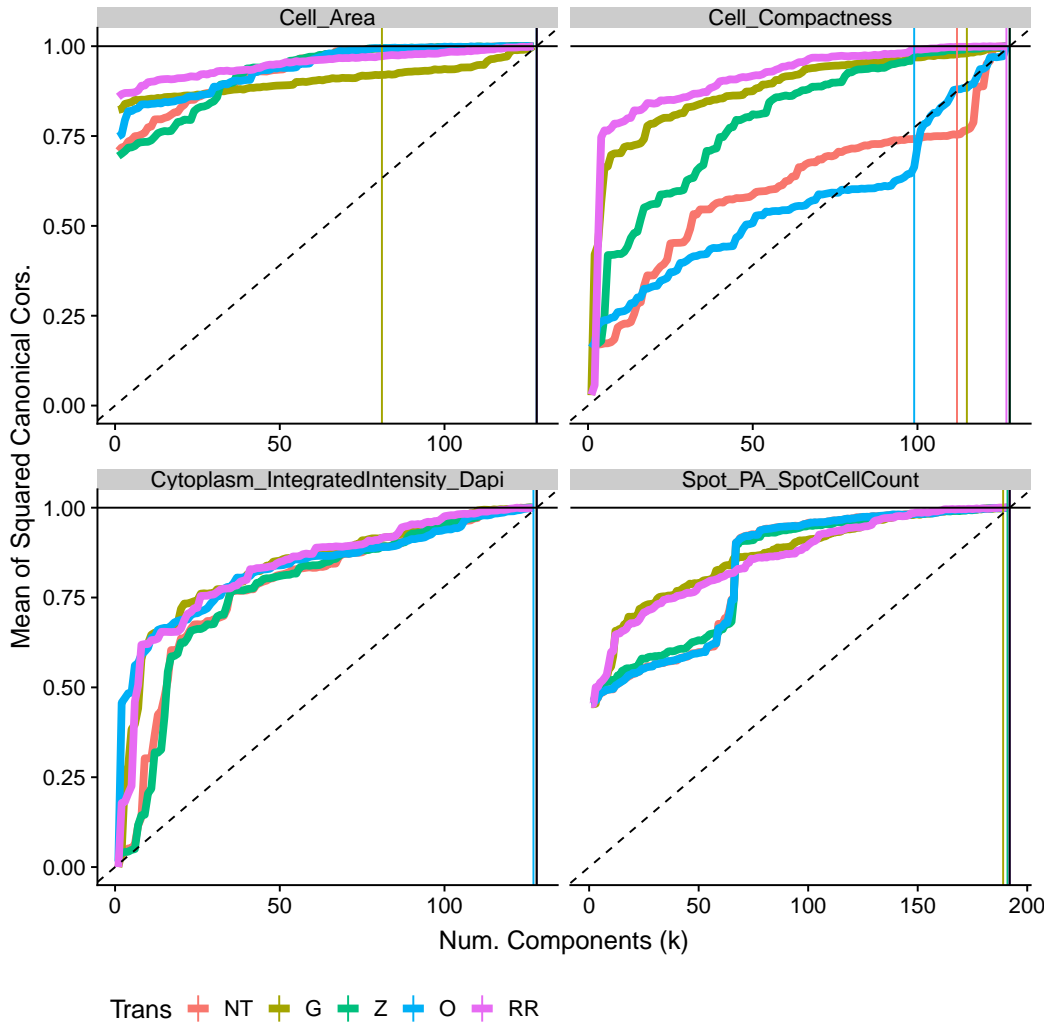 Cell_Area
Cell_Compactness
1.00
0.75
0.50
0.25
0.00
0 50 100
0 50 100
Cytoplasm_IntegratedIntensity_Dapi
Spot_PA_SpotCellCount
1.00
0.75
0.50
0.25
0.00
0 50 100
0 50 100 150 200
Mean of Squared Canonical Cors.
Num. Components (k)
Trans NT G Z O RR